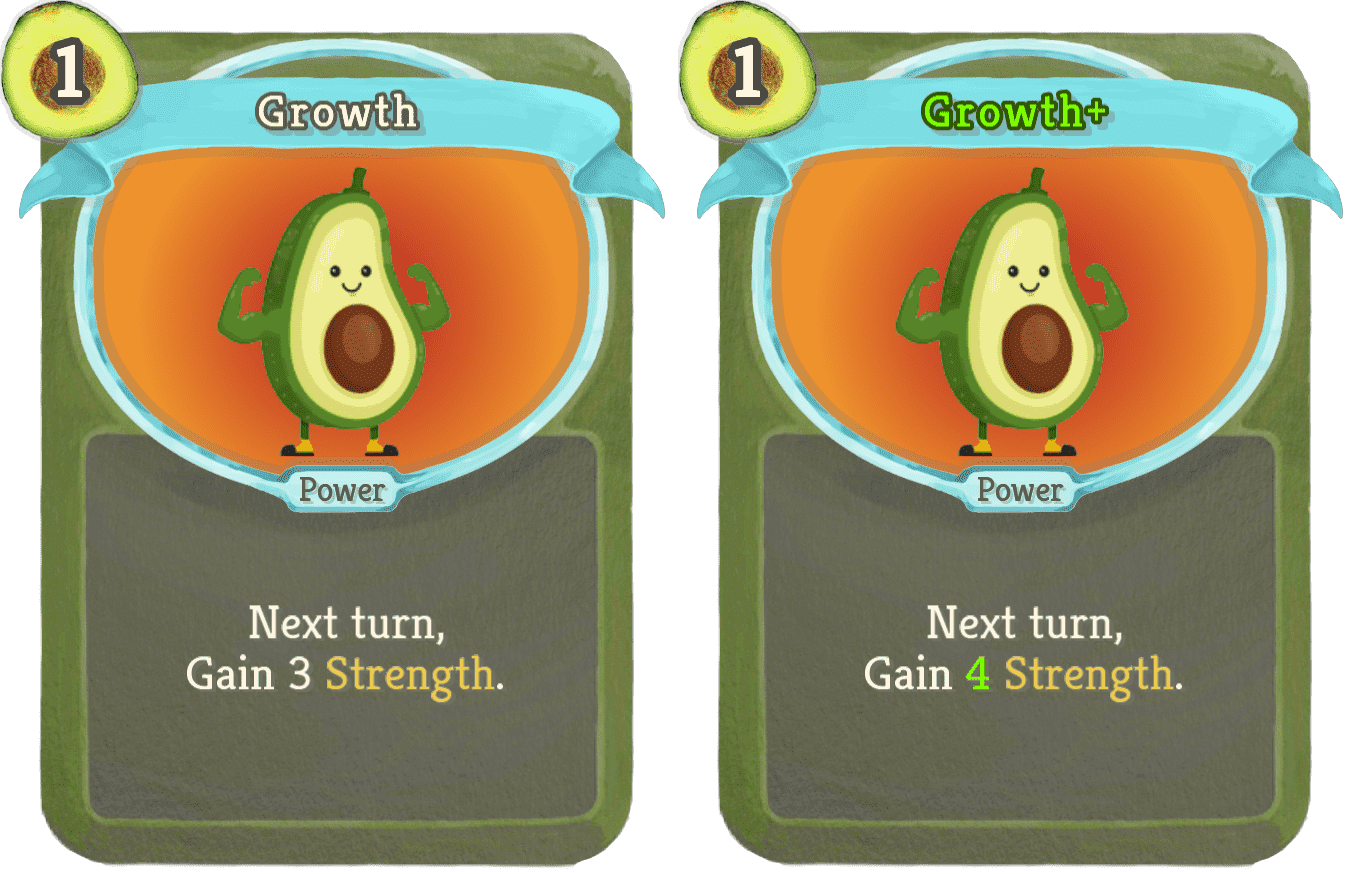 1
Growth
Power
Next turn,
Gain 3 Strength.
1
Growth+
Power
Next turn,
Gain 4 Strength.